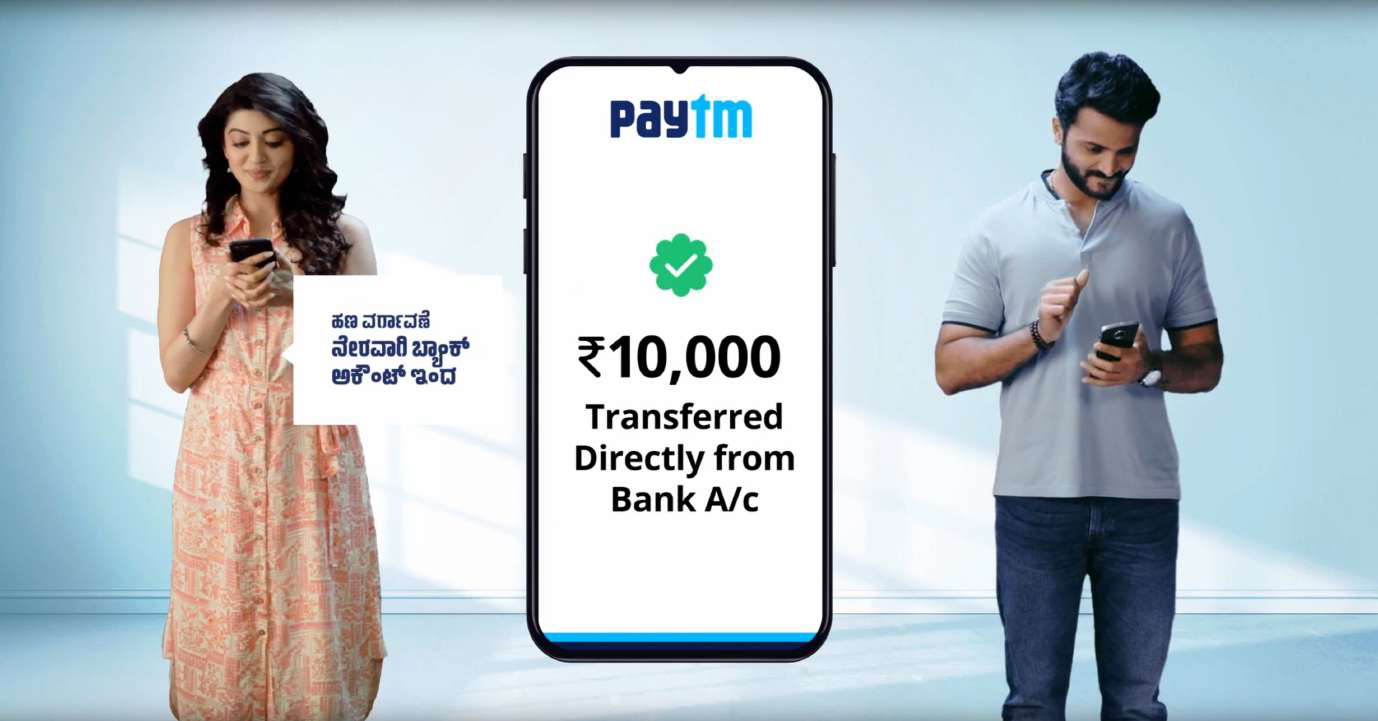 ಹಣ ವರ್ಗಾವಣೆ
ನೇರವಾಗಿ ಬ್ಯಾಂಕ್
ಅಕೌಂಟ್ ಇಂದ
paytm
₹10,000
Transferred
Directly from
Bank A/c